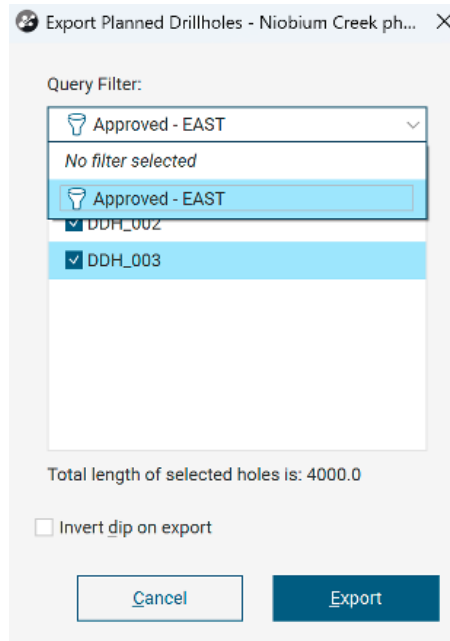 Export Planned Drillholes - Niobium Creek ph...
Query Filter:
Approved - EAST
No filter selected
Approved - EAST
DDH_002
DDH_003
Total length of selected holes is: 4000.0
Invert dip on export
Cancel
Export